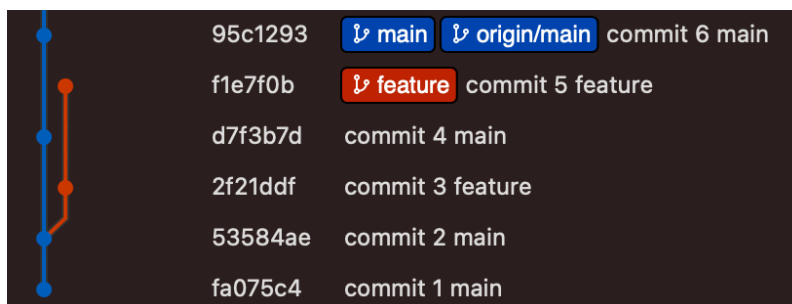 95c1293 main origin/main commit 6 main
f1e7f0b feature commit 5 feature
d7f3b7d commit 4 main
2f21ddf commit 3 feature
53584ae commit 2 main
fa075c4 commit 1 main